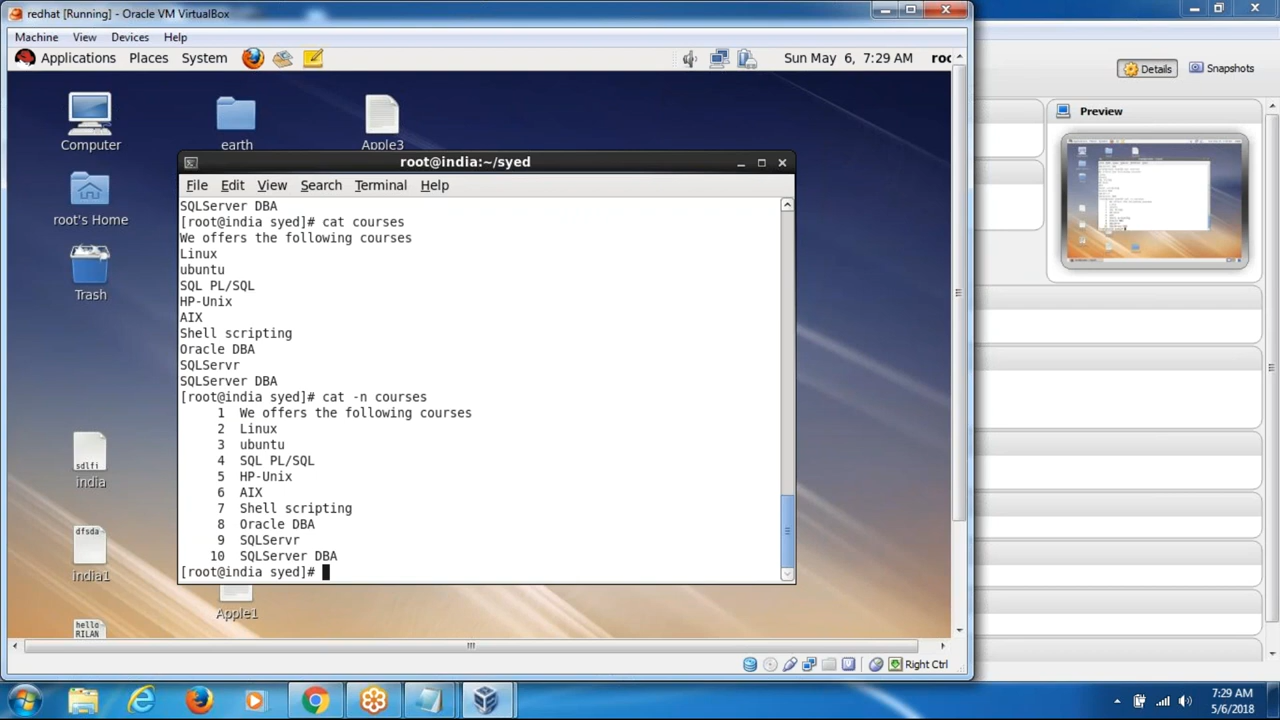 redhat [Running] - Oracle VM VirtualBox
Machine View Devices Help
Applications Places System
Sun May 6, 7:29 AM
Details Snapshots
Preview
Computer
earth
Apple3
root's Home
Trash
sdlfi
india
dfsda
india1
Apple1
hello
RILAN
root@india:~/syed
File Edit View Search Terminal Help
SQLServer DBA
[root@india syed]# cat courses
We offers the following courses
Linux
ubuntu
SQL PL/SQL
HP-Unix
AIX
Shell scripting
Oracle DBA
SQLServr
SQLServer DBA
[root@india syed]# cat -n courses
1 We offers the following courses
2 Linux
3 ubuntu
4 SQL PL/SQL
5 HP-Unix
6 AIX
7 Shell scripting
8 Oracle DBA
9 SQLServr
10 SQLServer DBA
[root@india syed]#
Right Ctrl
7:29 AM
5/6/2018